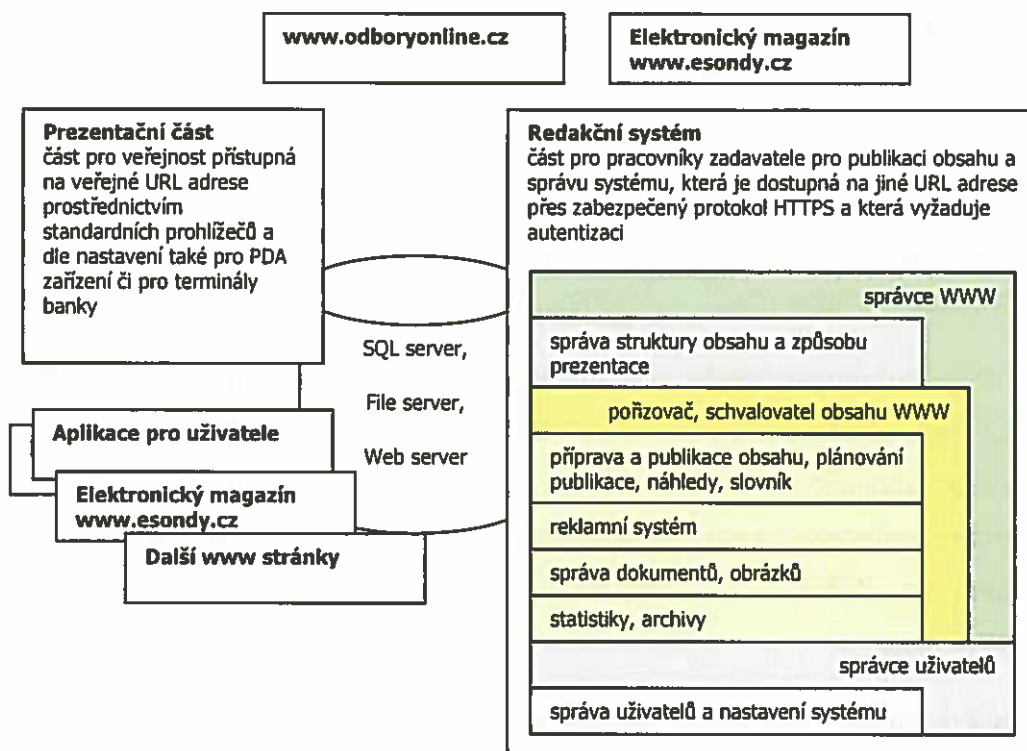 www.odboryonline.cz
Elektronický magazín
www.esondy.cz
Prezentační část
část pro veřejnost přístupná
na veřejné URL adrese
prostřednictvím
standardních prohlížečů a
dle nastavení také pro PDA
zařízení či pro terminály
banky
Redakční systém
část pro pracovníky zadavatele pro publikaci obsahu a
správu systému, která je dostupná na jiné URL adrese
přes zabezpečený protokol HTTPS a která vyžaduje
autentizaci
SQL server,
File server,
Web server
Aplikace pro uživatele
Elektronický magazín
www.esondy.cz
Další www stránky
správce WWW
správa struktury obsahu a způsobu
prezentace
pořizovač, schvalovatel obsahu WWW
příprava a publikace obsahu, plánování
publikace, náhledy, slovník
reklamní systém
správa dokumentů, obrázků
statistiky, archivy
správce uživatelů
správa uživatelů a nastavení systému